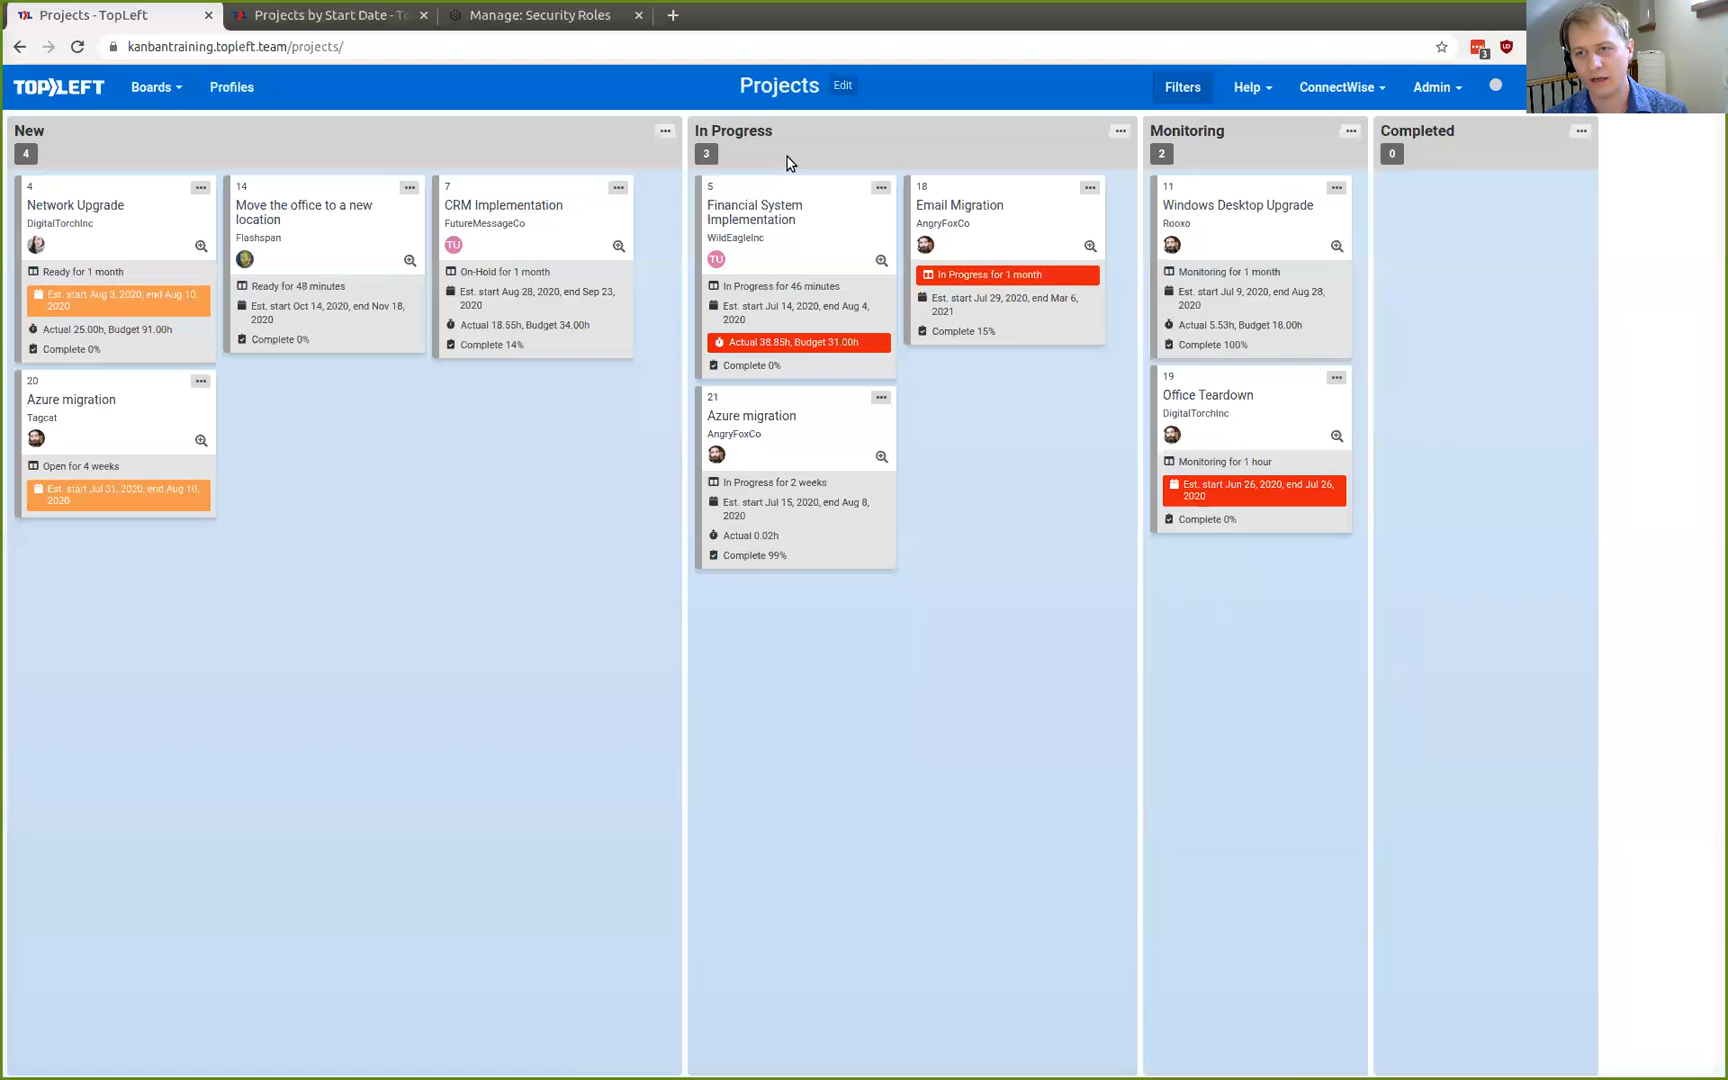 Projects - TopLeft
Projects by Start Date - To
Manage: Security Roles
kanbantraining.topleft.team/projects/
3
TOP LEFT
Boards
Profiles
Projects
Edit
Filters
Help
ConnectWise
Admin
New
4
4
Network Upgrade
DigitalTorchInc
Ready for 1 month
Est. start Aug 3, 2020, end Aug 10,
2020
Actual 25.00h, Budget 91.00h
Complete 0%
20
Azure migration
Tagcat
Open for 4 weeks
Est. start Jul 31, 2020, end Aug 10,
2020
14
Move the office to a new
location
Flashspan
Ready for 48 minutes
Est. start Oct 14, 2020, end Nov 18,
2020
Complete 0%
7
CRM Implementation
FutureMessageCo
TU
On-Hold for 1 month
Est. start Aug 28, 2020, end Sep 23,
2020
Actual 18.55h, Budget 34.00h
Complete 14%
In Progress
3
5
Financial System
Implementation
WildEagleInc
TU
In Progress for 46 minutes
Est. start Jul 14, 2020, end Aug 4,
2020
Actual 38.85h, Budget 31.00h
Complete 0%
21
Azure migration
AngryFoxCo
In Progress for 2 weeks
Est. start Jul 15, 2020, end Aug 8,
2020
Actual 0.02h
Complete 99%
18
Email Migration
AngryFoxCo
In Progress for 1 month
Est. start Jul 29, 2020, end Mar 6,
2021
Complete 15%
Monitoring
2
11
Windows Desktop Upgrade
Rooxo
Monitoring for 1 month
Est. start Jul 9, 2020, end Aug 28,
2020
Actual 5.53h, Budget 18.00h
Complete 100%
19
Office Teardown
DigitalTorchInc
Monitoring for 1 hour
Est. start Jun 26, 2020, end Jul 26,
2020
Complete 0%
Completed
0